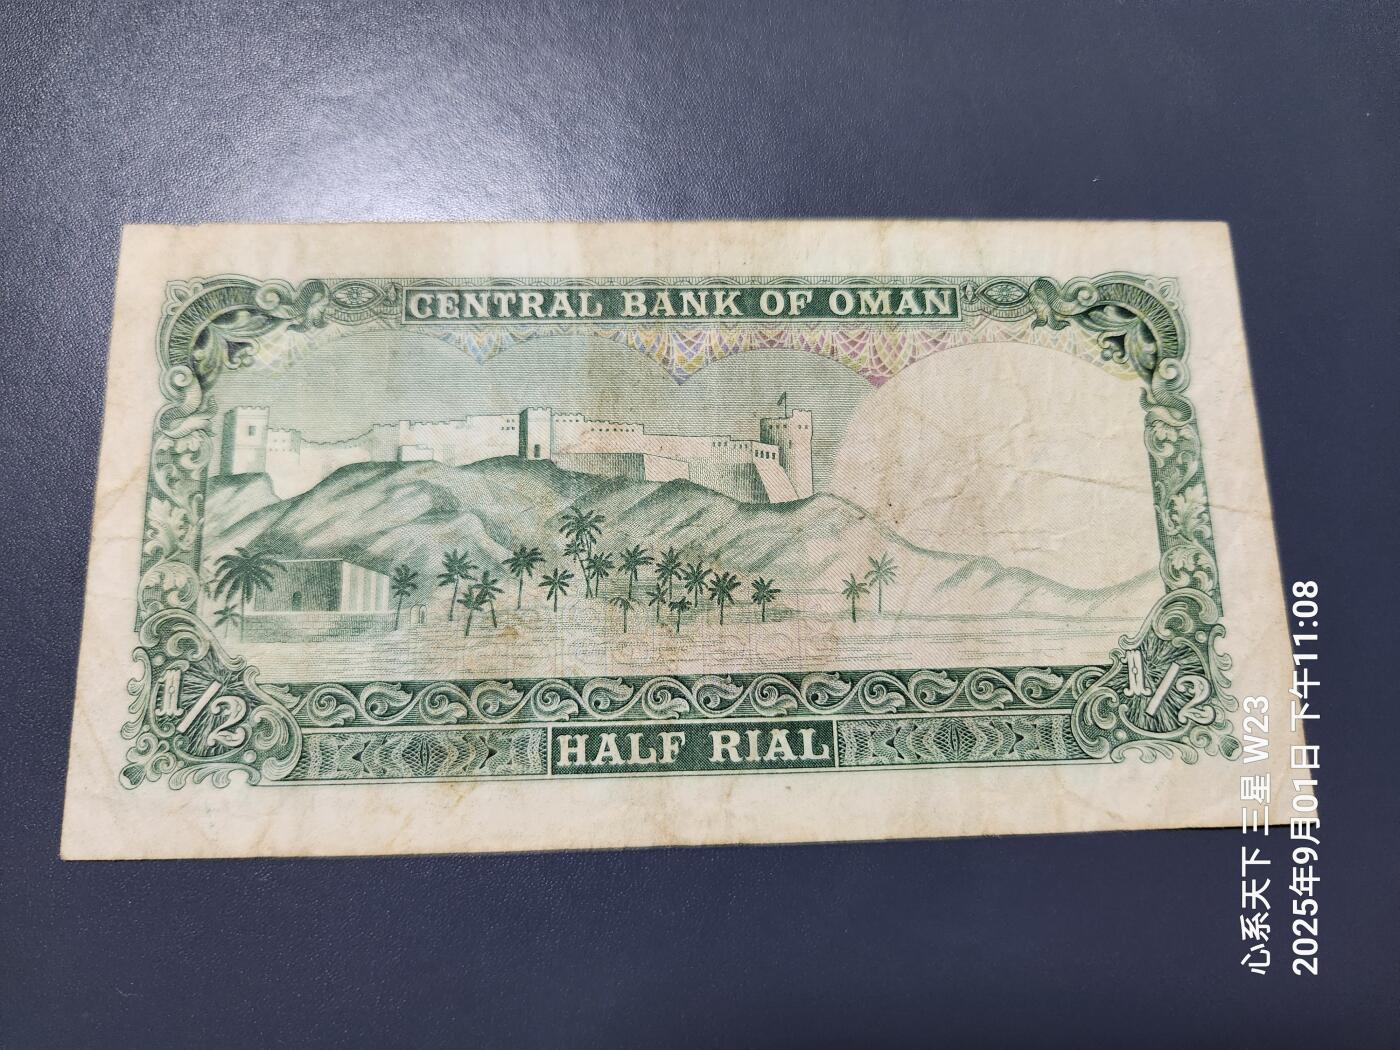 CENTRAL BANK OF OMAN
1/2
1/2
HALF RIAL
心系天下 三星 W23
2025年9月01日 下午11:08